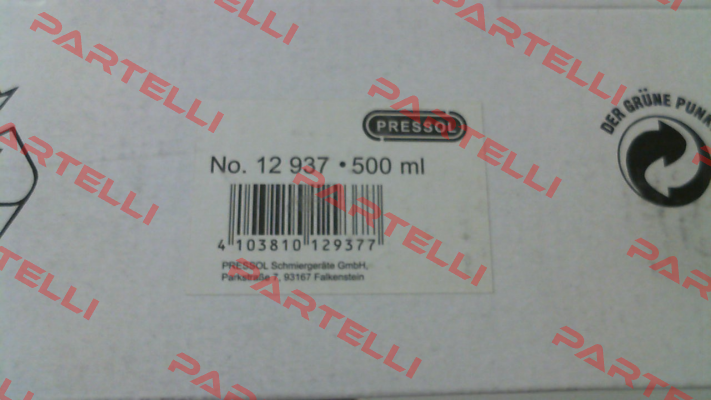 PARTELLI
PARTELLI
PARTELLI
PRESSOL
DER GRÜNE PUNK
No. 12 937 • 500 ml
4 103810 129377
PRESSOL Schmiergeräte GmbH,
Parkstraße 7, 93167 Falkenstein
PARTELLI
PARTELLI
PARTELLI
PARTELLI
PARTELLI
PARTELLI
PARTELLI